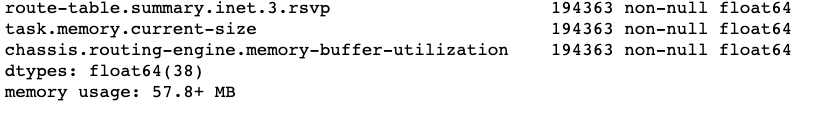 route-table.summary.inet.3.rsvp 194363 non-null float64
task.memory.current-size 194363 non-null float64
chassis.routing-engine.memory-buffer-utilization 194363 non-null float64
dtypes: float64(38)
memory usage: 57.8+ MB